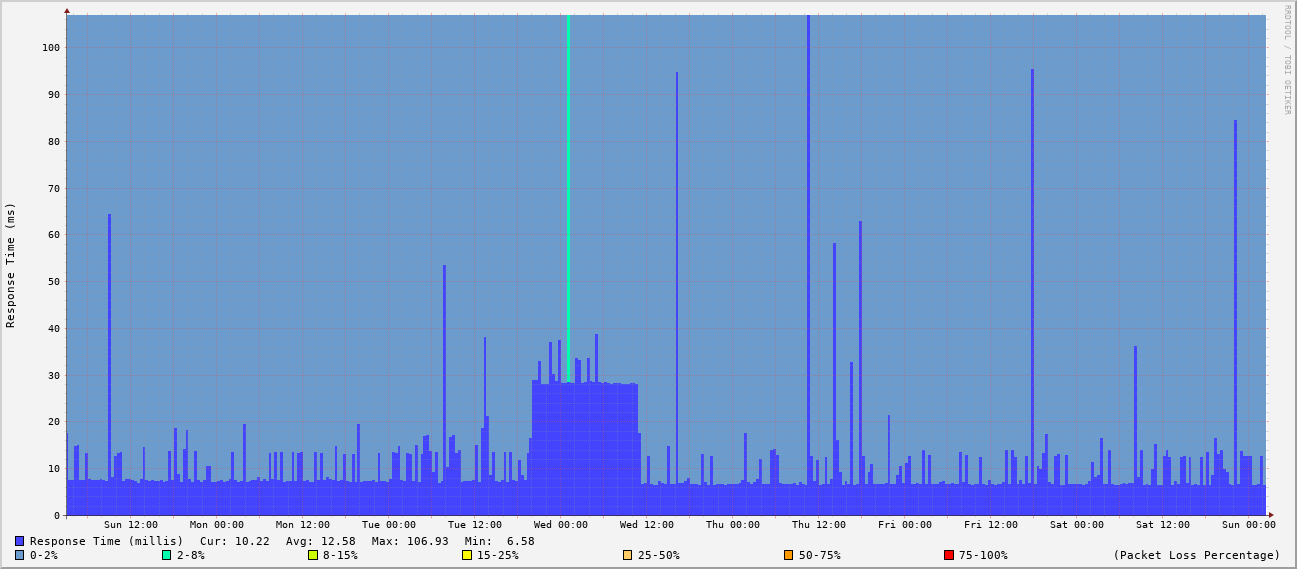 RRDTOOL / TOBI OETIKER
Response Time (ms)
100
90
80
70
60
50
40
30
20
10
0
Sun 12:00 Mon 00:00 Mon 12:00 Tue 00:00 Tue 12:00 Wed 00:00 Wed 12:00 Thu 00:00 Thu 12:00 Fri 00:00 Fri 12:00 Sat 00:00 Sat 12:00 Sun 00:00
Response Time (millis) Cur: 10.22 Avg: 12.58 Max: 106.93 Min: 6.58
0-2% 2-8% 8-15% 15-25% 25-50% 50-75% 75-100% (Packet Loss Percentage)